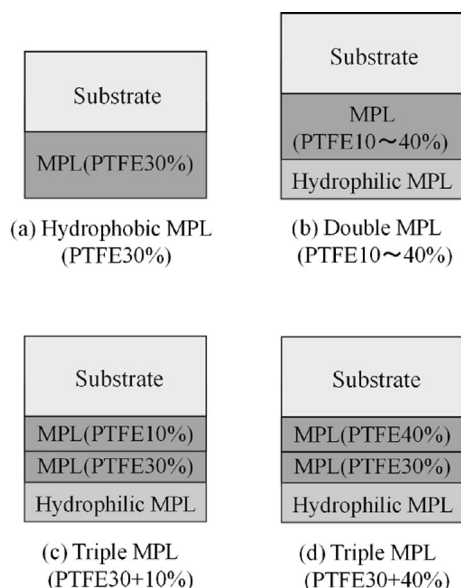 Substrate
MPL(PTFE30%)
(a) Hydrophobic MPL
(PTFE30%)
Substrate
MPL
(PTFE10～40%)
Hydrophilic MPL
(b) Double MPL
(PTFE10～40%)
Substrate
MPL(PTFE10%)
MPL(PTFE30%)
Hydrophilic MPL
(c) Triple MPL
(PTFE30+10%)
Substrate
MPL(PTFE40%)
MPL(PTFE30%)
Hydrophilic MPL
(d) Triple MPL
(PTFE30+40%)